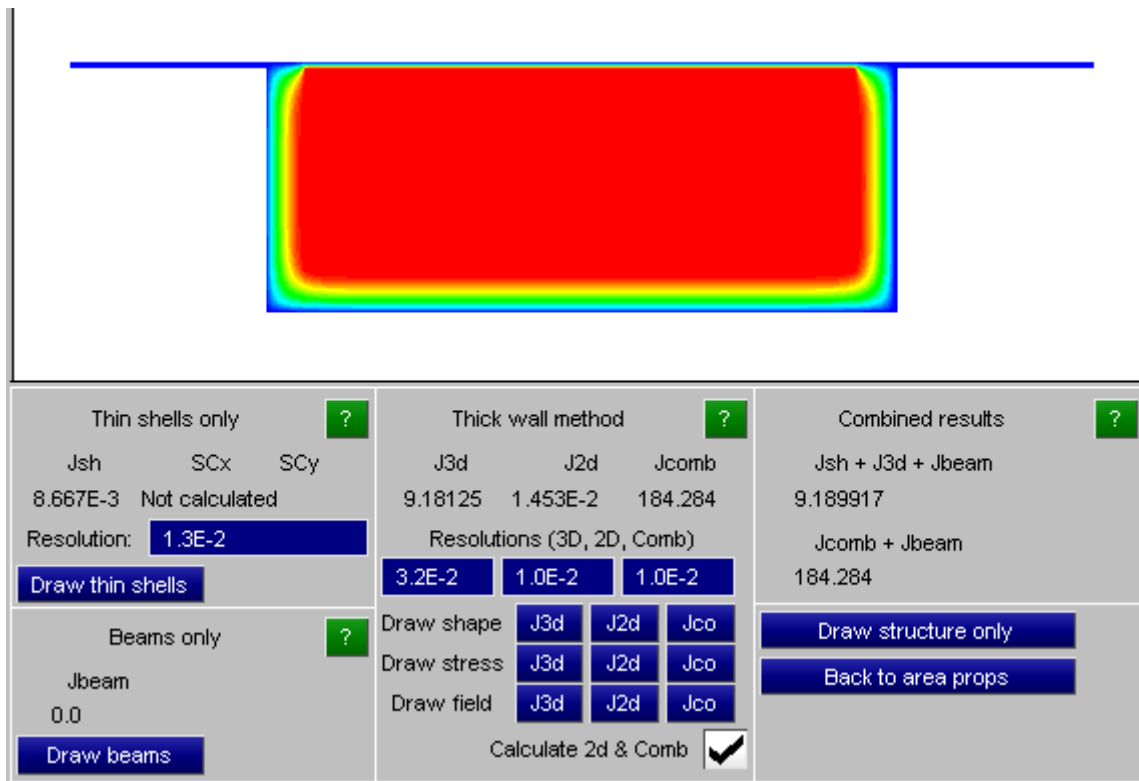 Thin shells only ?
Jsh SCx SCy
8.667E-3 Not calculated
Resolution: 1.3E-2
Draw thin shells
Beams only ?
Jbeam
0.0
Draw beams
Thick wall method ?
J3d J2d Jcomb
9.18125 1.453E-2 184.284
Resolutions (3D, 2D, Comb)
3.2E-2 1.0E-2 1.0E-2
Draw shape J3d J2d Jco
Draw stress J3d J2d Jco
Draw field J3d J2d Jco
Calculate 2d & Comb
Combined results ?
Jsh + J3d + Jbeam
9.189917
Jcomb + Jbeam
184.284
Draw structure only
Back to area props